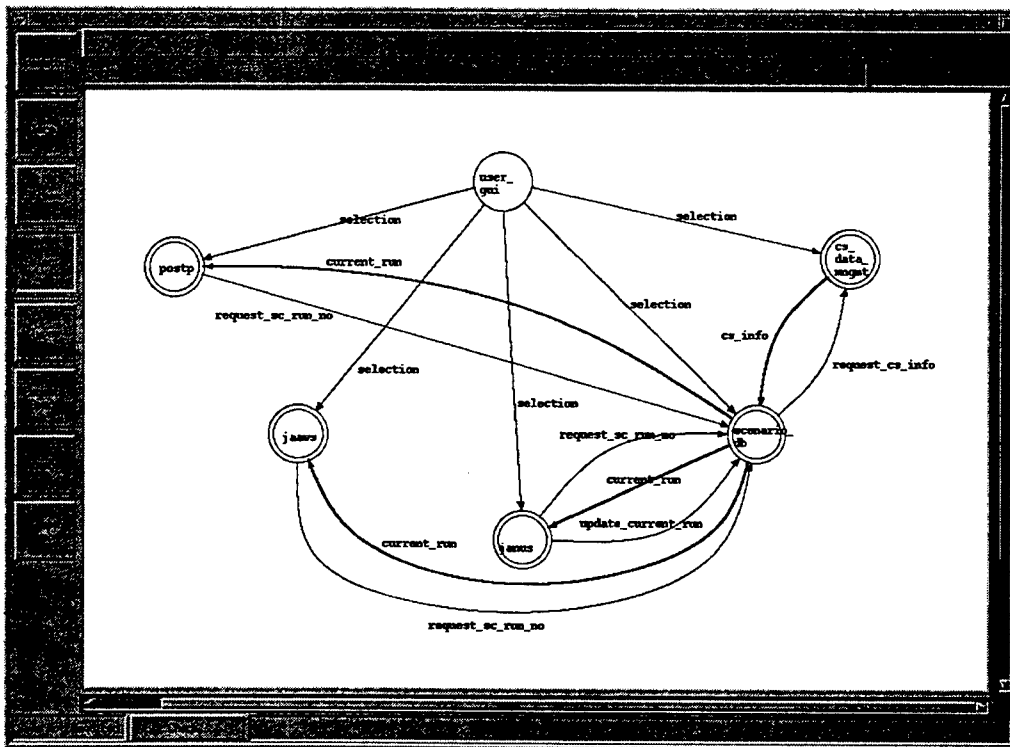 user_
gui
selection
selection
cs_
data_
mngmt
postp
current_run
selection
request_sc_run_no
cs_info
request_cs_info
selection
selection
jaaws
request_sc_run_no
scenario_
db
current_run
update_current_run
janus
current_run
request_sc_run_no